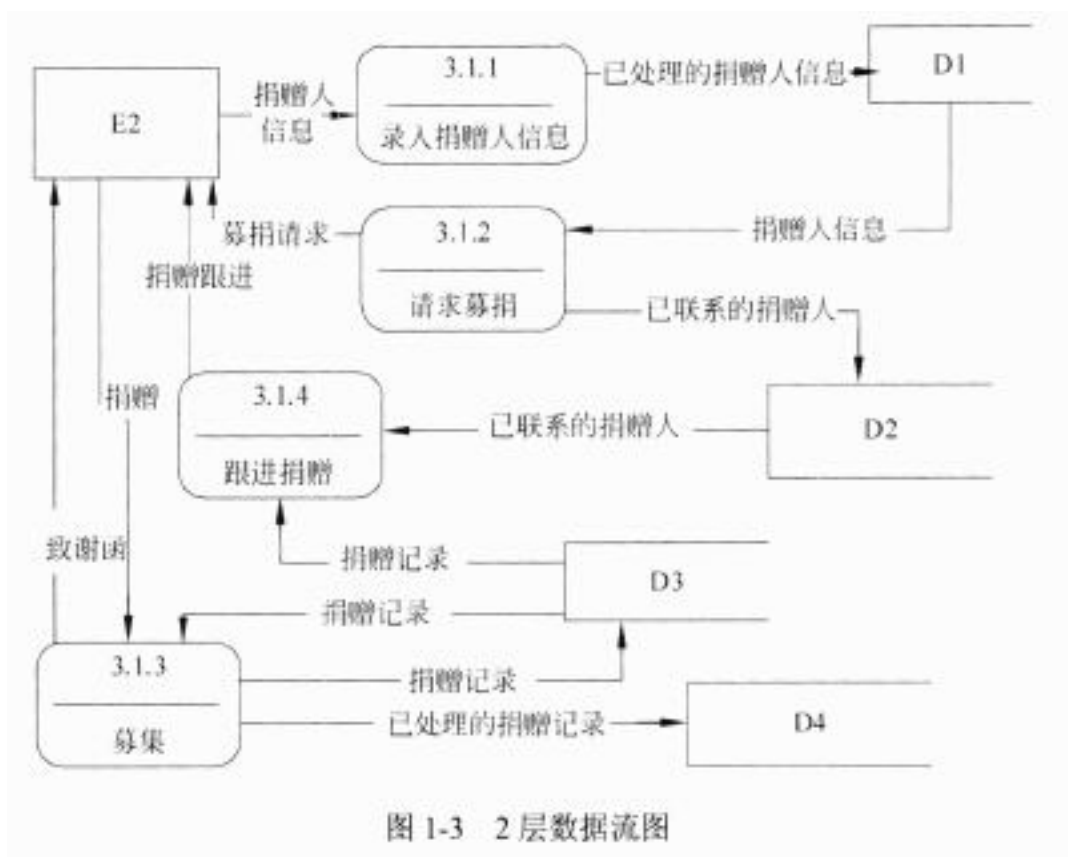 3.1.1
D1
已处理的捐赠人信息
捐赠人
信息
E2
录入捐赠人信息
募捐请求
3.1.2
捐赠人信息
捐赠跟进
请求募捐
已联系的捐赠人
捐赠
3.1.4
已联系的捐赠人
D2
跟进捐赠
致谢函
捐赠记录
D3
捐赠记录
3.1.3
捐赠记录
已处理的捐赠记录
D4
募集
图 1-3 2 层数据流图